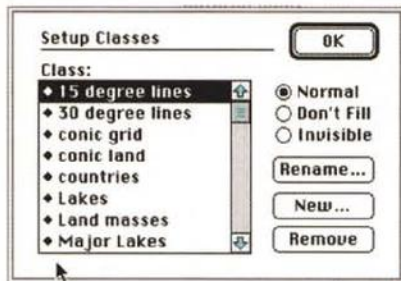 Setup Classes
OK
Class:
15 degree lines
30 degree lines
conic grid
conic land
countries
Lakes
Land masses
Major Lakes
Normal
Don't Fill
Invisible
Rename...
New...
Remove